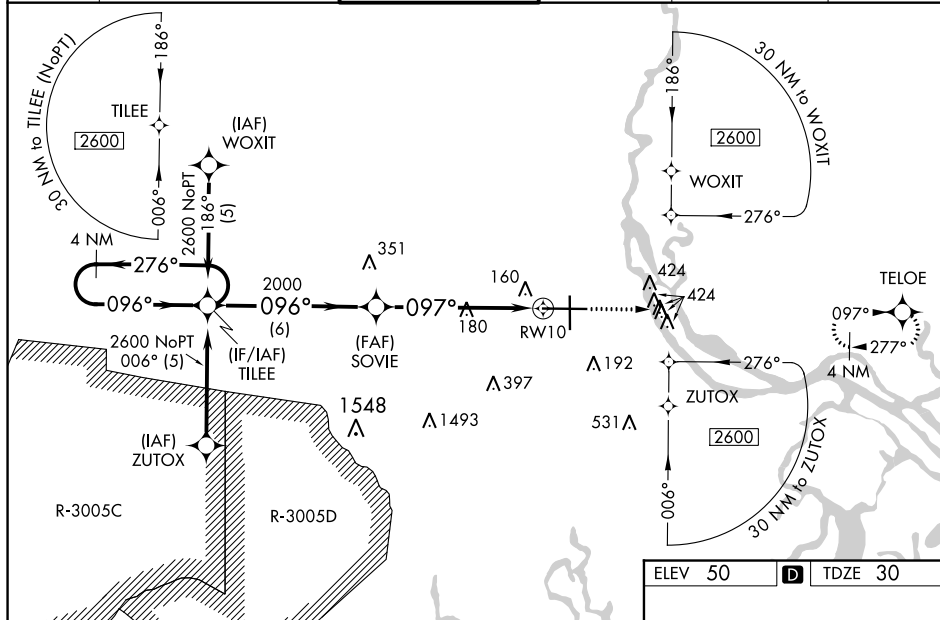 30 NM to TILEE (NoPT)
186°
TILEE
2600
006°
(IAF)
WOXIT
2600 NoPT
186°
(5)
4 NM
276°
096°
2000
096°
(6)
351
097°
180
160
RW10
(FAF)
SOVIE
(IF/IAF)
TILEE
2600 NoPT
006° (5)
(IAF)
ZUTOX
R-3005C
R-3005D
1548
1493
397
192
531
424
424
186°
30 NM to WOXIT
2600
WOXIT
276°
TELOE
097°
277°
4 NM
276°
ZUTOX
2600
006°
30 NM to ZUTOX
ELEV 50 D TDZE 30